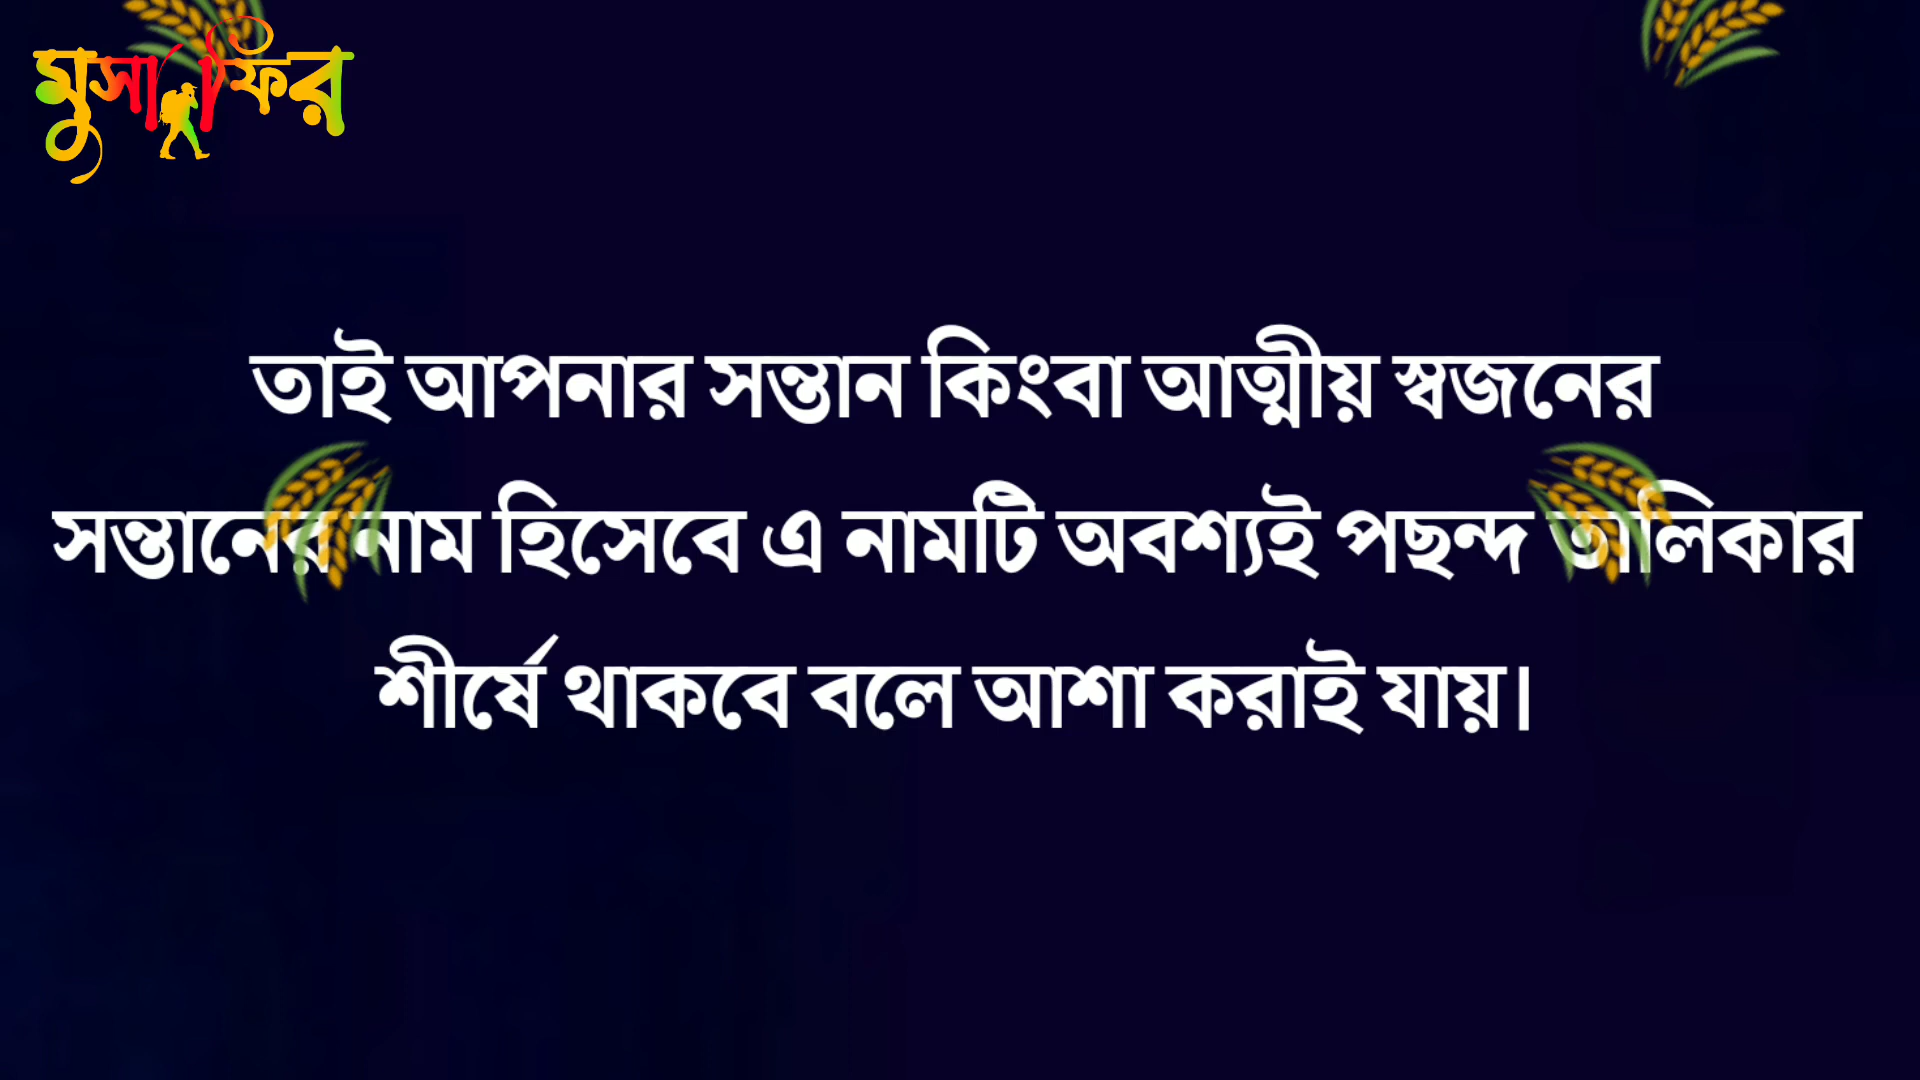 মুসাফির
তাই আপনার সন্তান কিংবা আত্মীয় স্বজনের
সন্তানের নাম হিসেবে এ নামটি অবশ্যই পছন্দ তালিকার
শীর্ষে থাকবে বলে আশা করাই যায়।